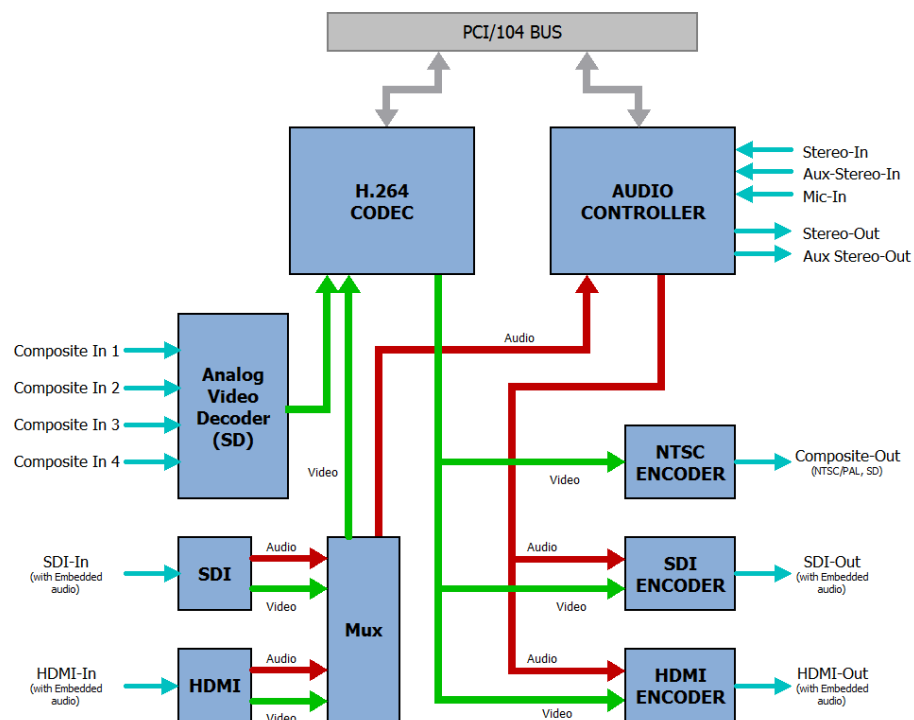 PCI/104 BUS
H.264
CODEC
AUDIO
CONTROLLER
Stereo-In
Aux-Stereo-In
Mic-In
Stereo-Out
Aux Stereo-Out
Audio
Composite In 1
Composite In 2
Composite In 3
Composite In 4
Analog
Video
Decoder
(SD)
Video
NTSC
ENCODER
Video
Composite-Out
(NTSC/PAL, SD)
SDI-In
(with Embedded
audio)
SDI
Audio
Video
Mux
Audio
Video
SDI
ENCODER
SDI-Out
(with Embedded
audio)
HDMI-In
(with Embedded
audio)
HDMI
Audio
Video
Audio
Video
HDMI
ENCODER
HDMI-Out
(with Embedded
audio)